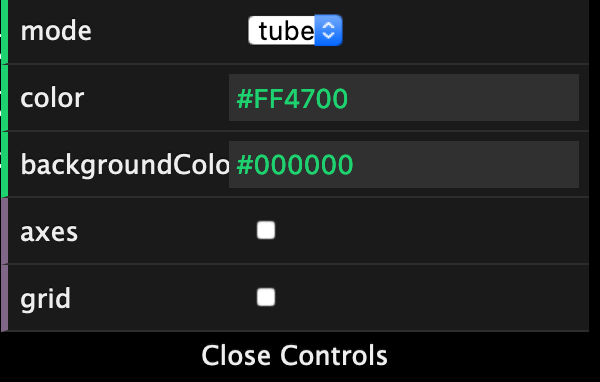 mode tube
color #FF4700
backgroundColo #000000
axes
grid
Close Controls